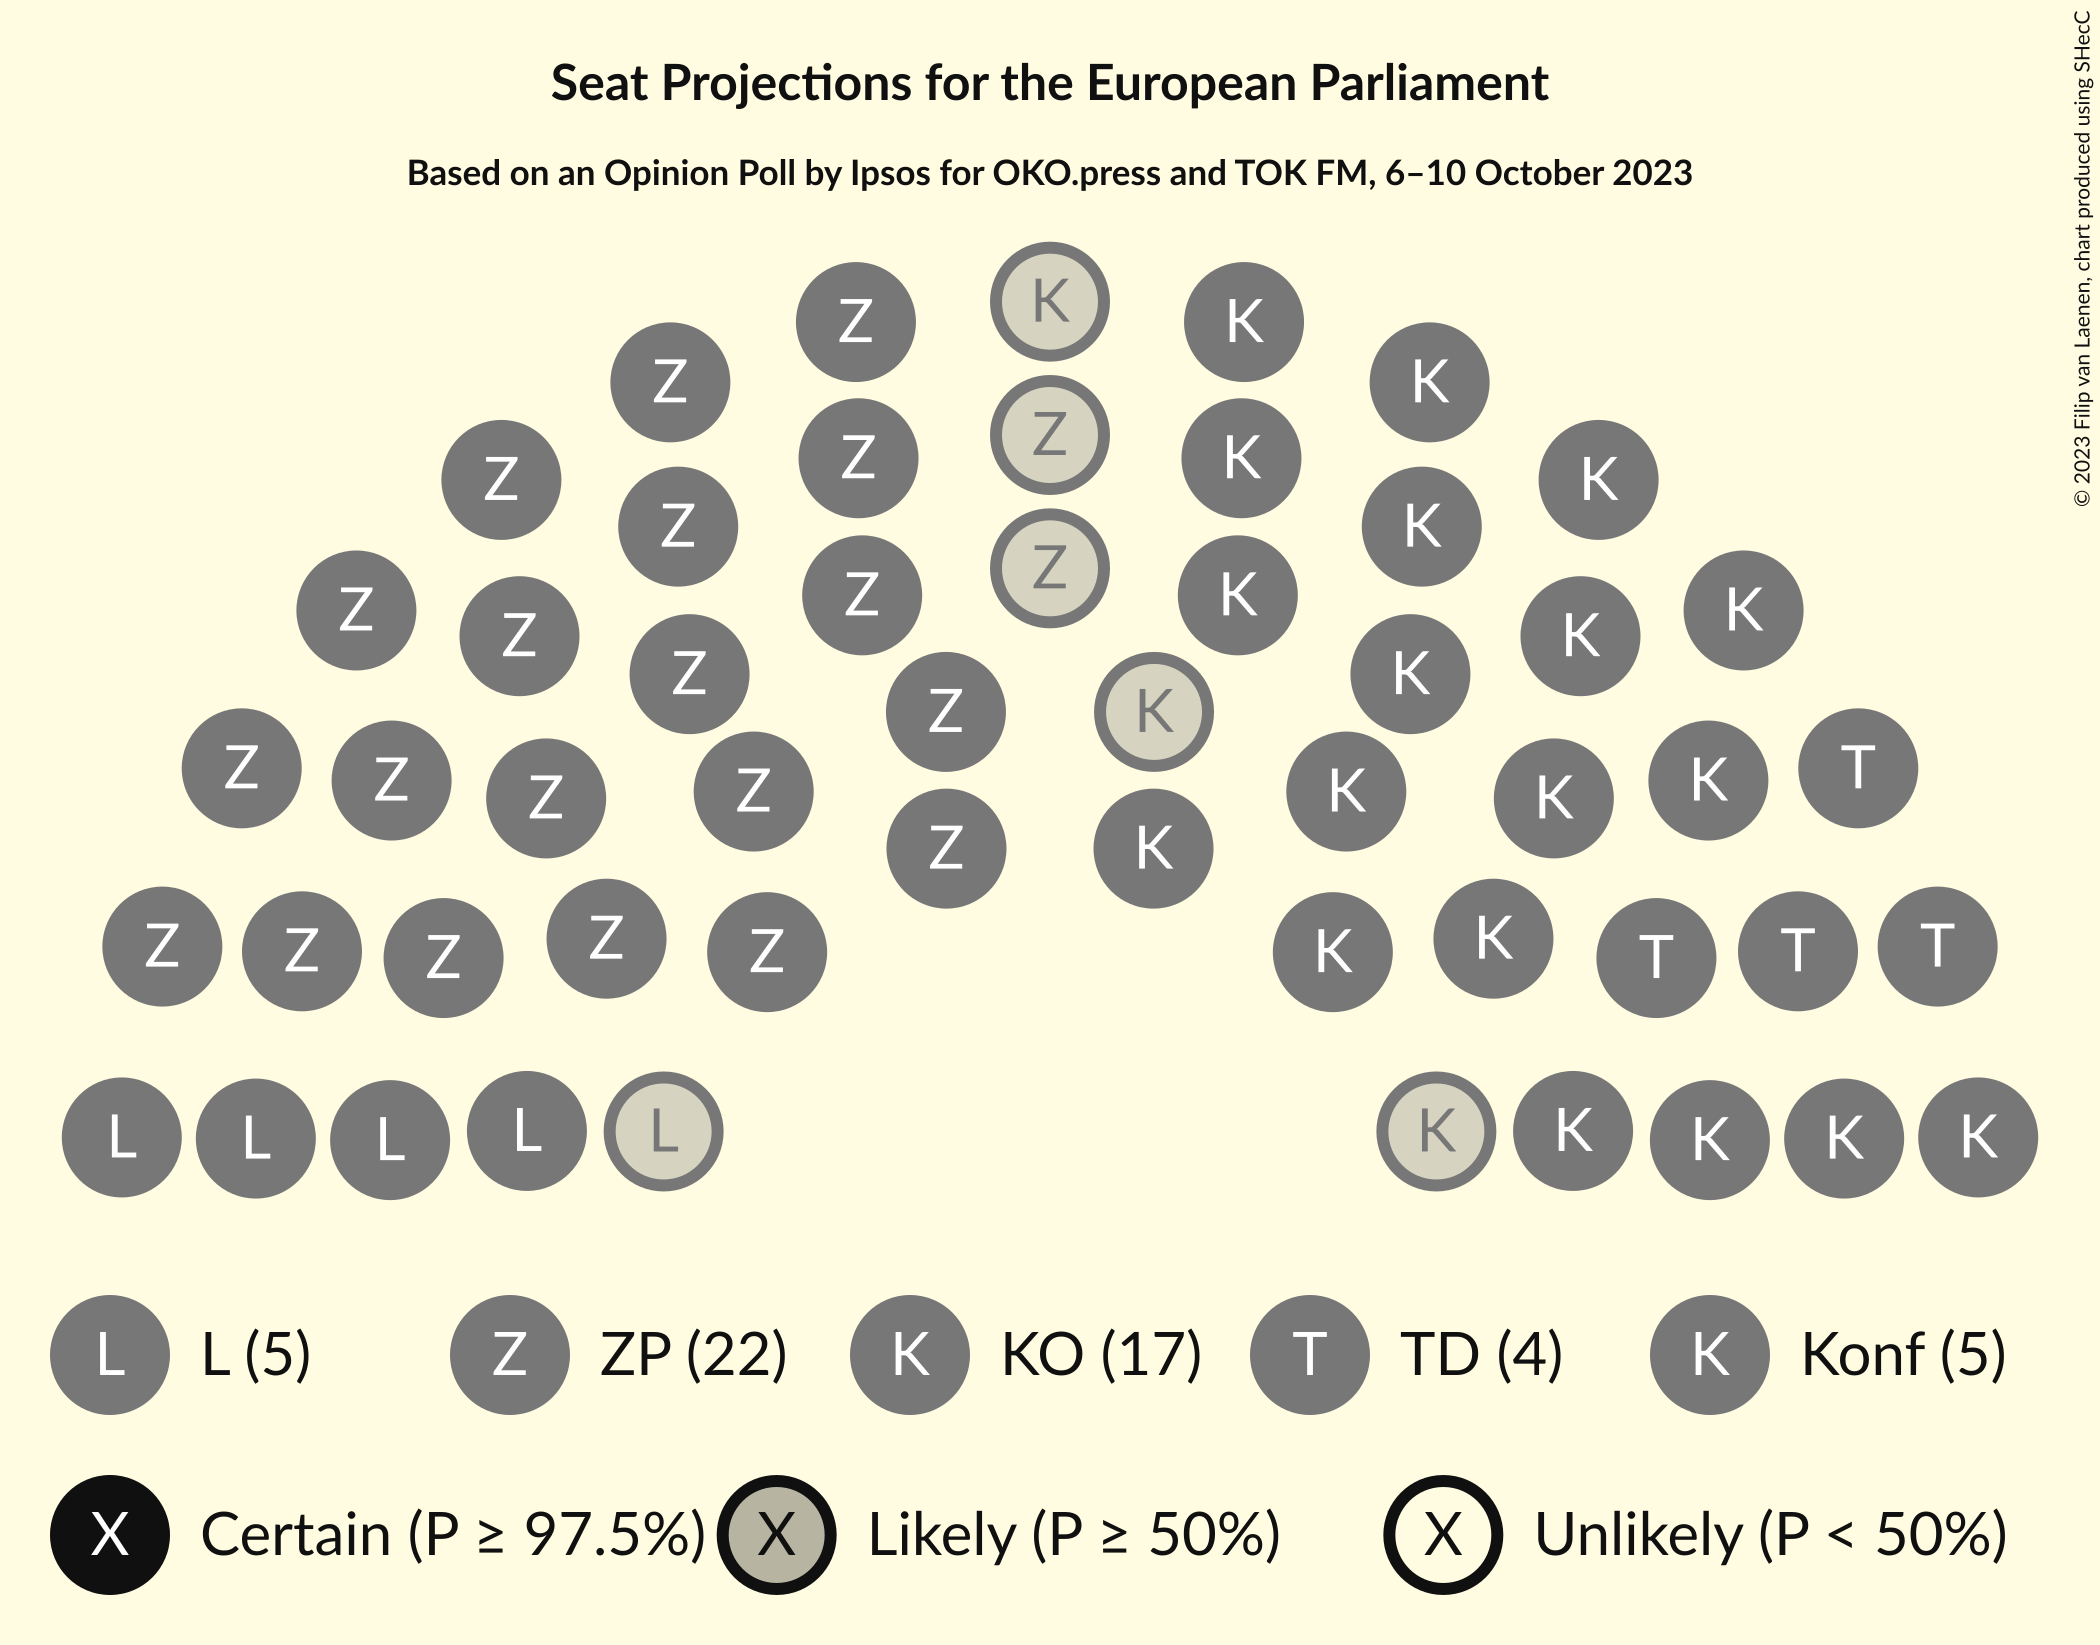 Seat Projections for the European Parliament
Based on an Opinion Poll by Ipsos for OKO.press and TOK FM, 6–10 October 2023
© 2023 Filip van Laenen, chart produced using SHecC
K
Z K
Z K
Z
Z K
Z K
Z
Z K
Z K
Z K
Z K
Z K
Z K
Z K
Z T
Z K
Z K
Z K
Z K
Z K
Z T
Z T
Z T
Z K
L K
L K
L K
L K
L K
L L (5) Z ZP (22) K KO (17) T TD (4) K Konf (5)
X Certain (P ≥ 97.5%) X Likely (P ≥ 50%) X Unlikely (P < 50%)